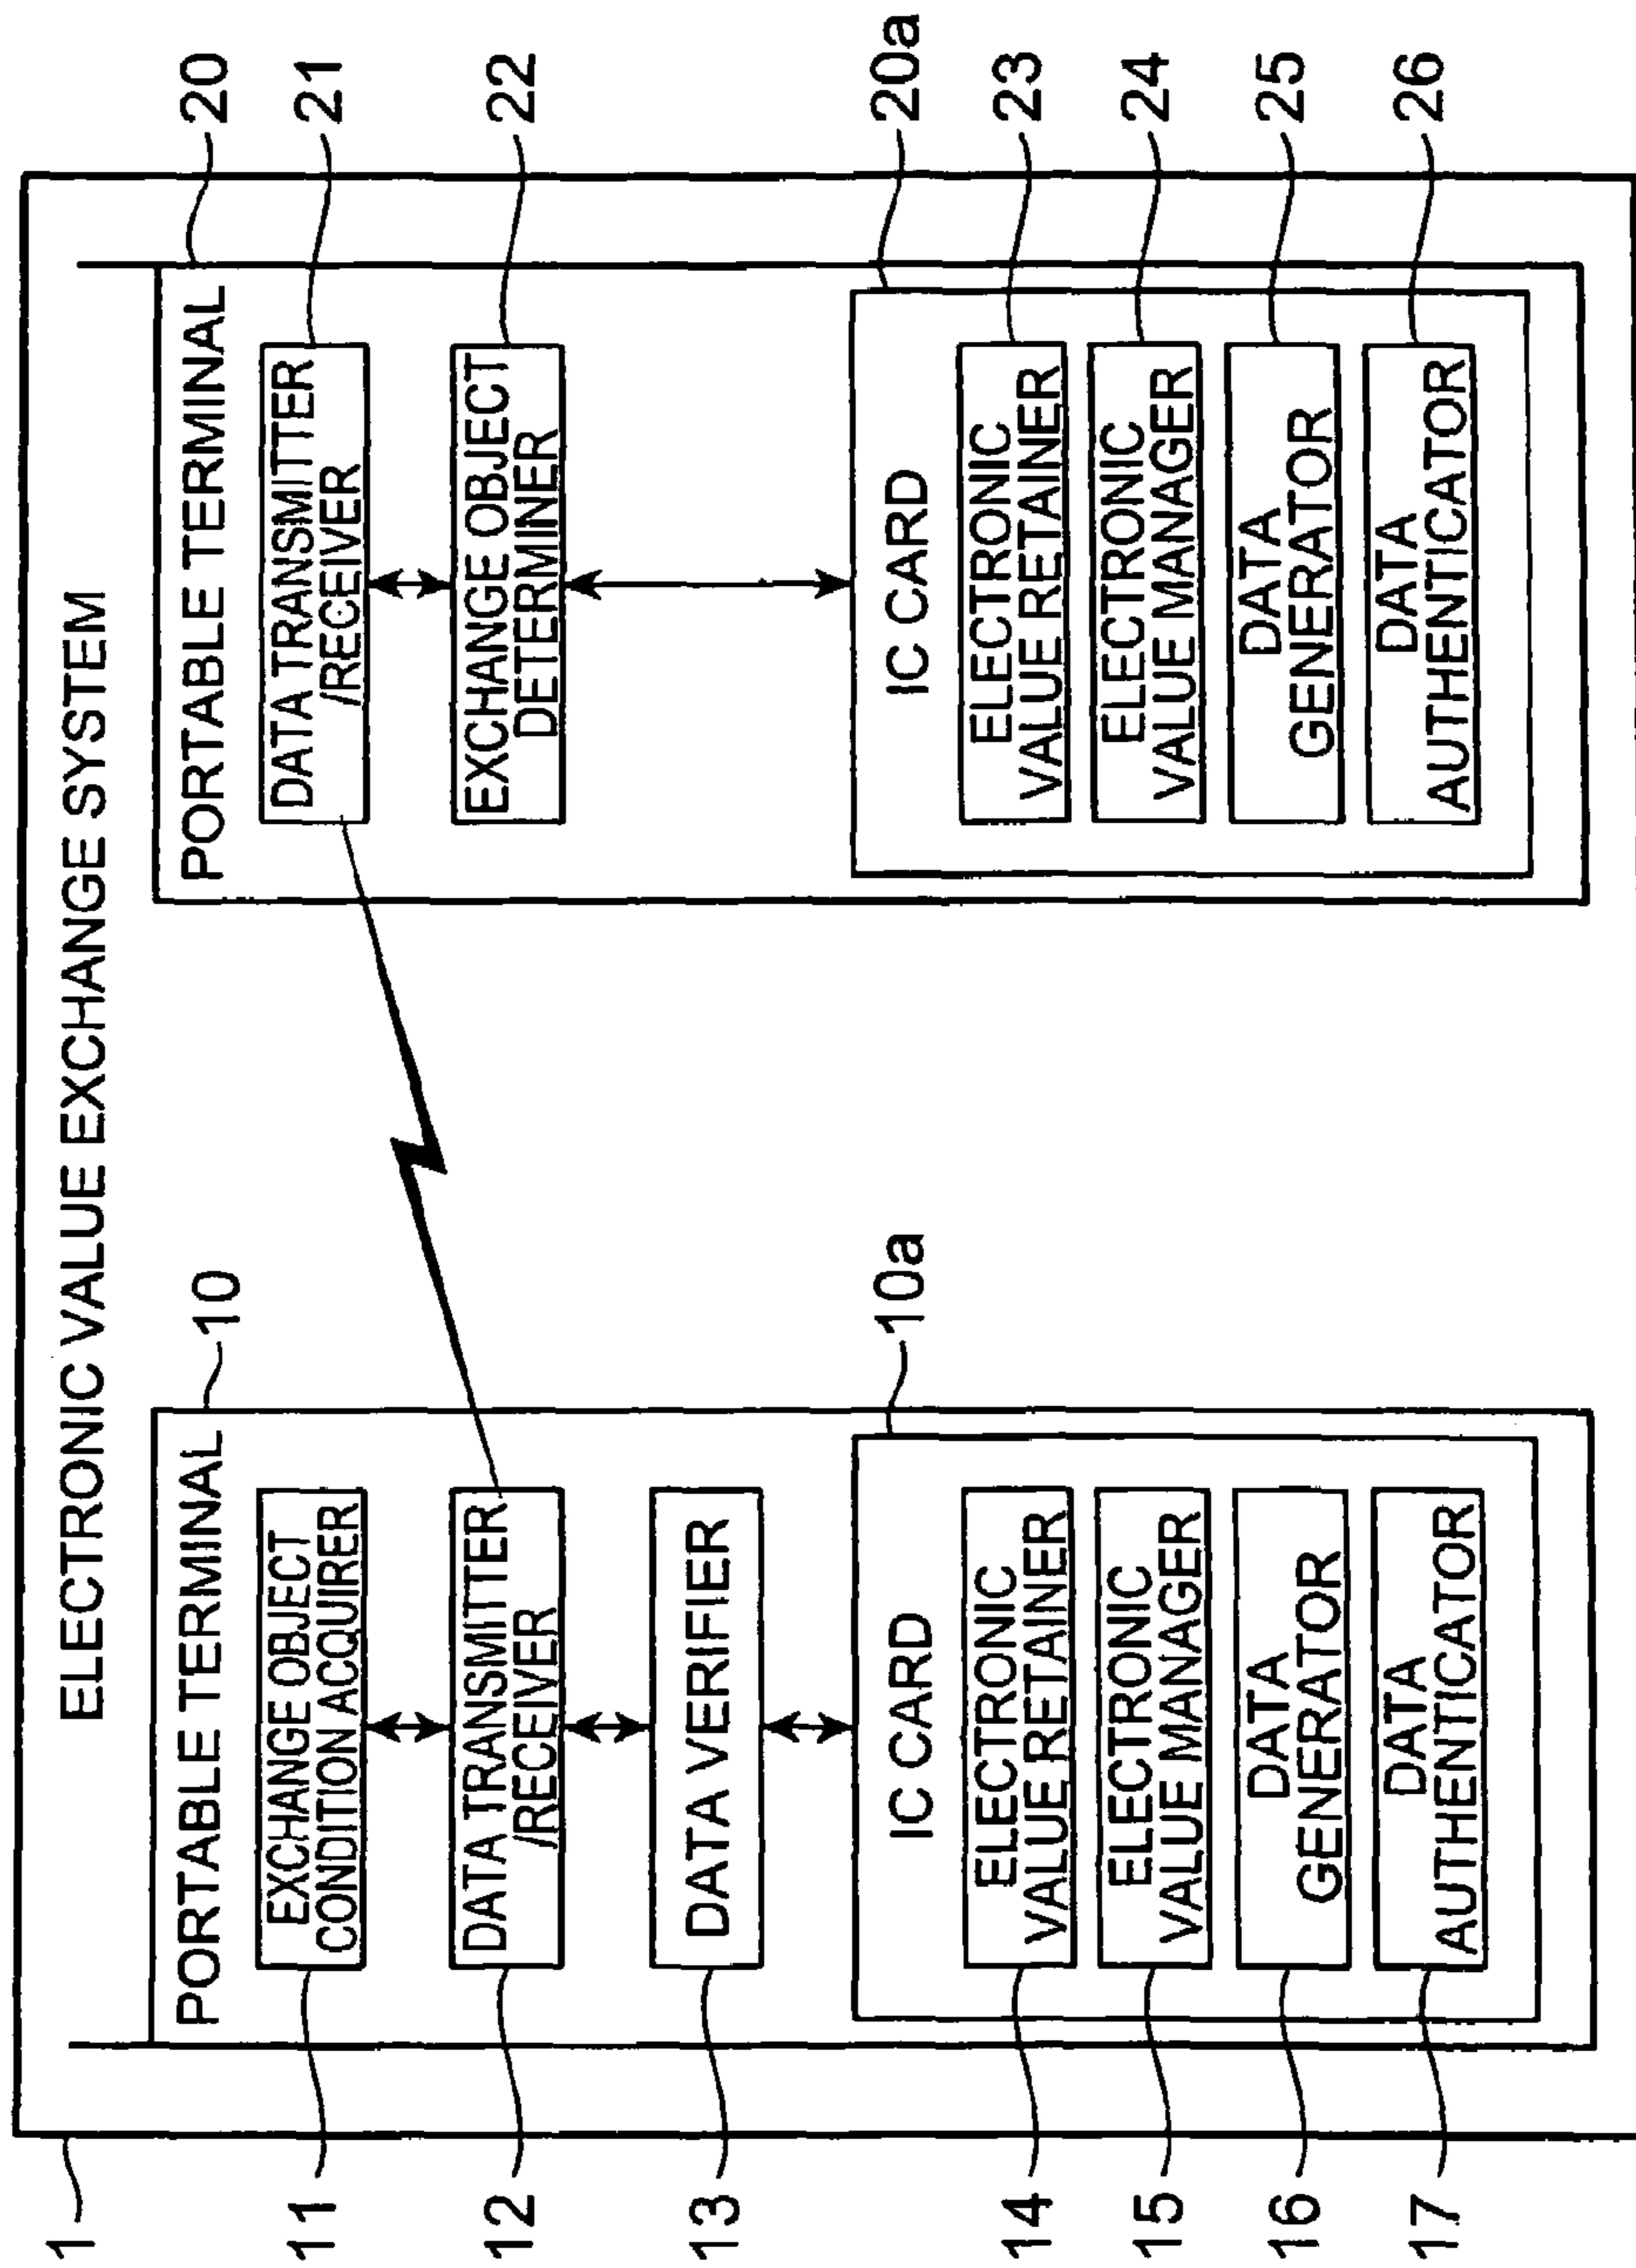 ELECTRONIC VALUE EXCHANGE SYSTEM
1
PORTABLE TERMINAL
10
EXCHANGE OBJECT
CONDITION ACQUIRER
11
DATA TRANSMITTER
/RECEIVER
12
DATA VERIFIER
13
IC CARD
10a
ELECTRONIC
VALUE RETAINER
14
ELECTRONIC
VALUE MANAGER
15
DATA
GENERATOR
16
DATA
AUTHENTICATOR
17
PORTABLE TERMINAL
20
DATA TRANSMITTER
/RECEIVER
21
EXCHANGE OBJECT
DETERMINER
22
IC CARD
20a
ELECTRONIC
VALUE RETAINER
23
ELECTRONIC
VALUE MANAGER
24
DATA
GENERATOR
25
DATA
AUTHENTICATOR
26